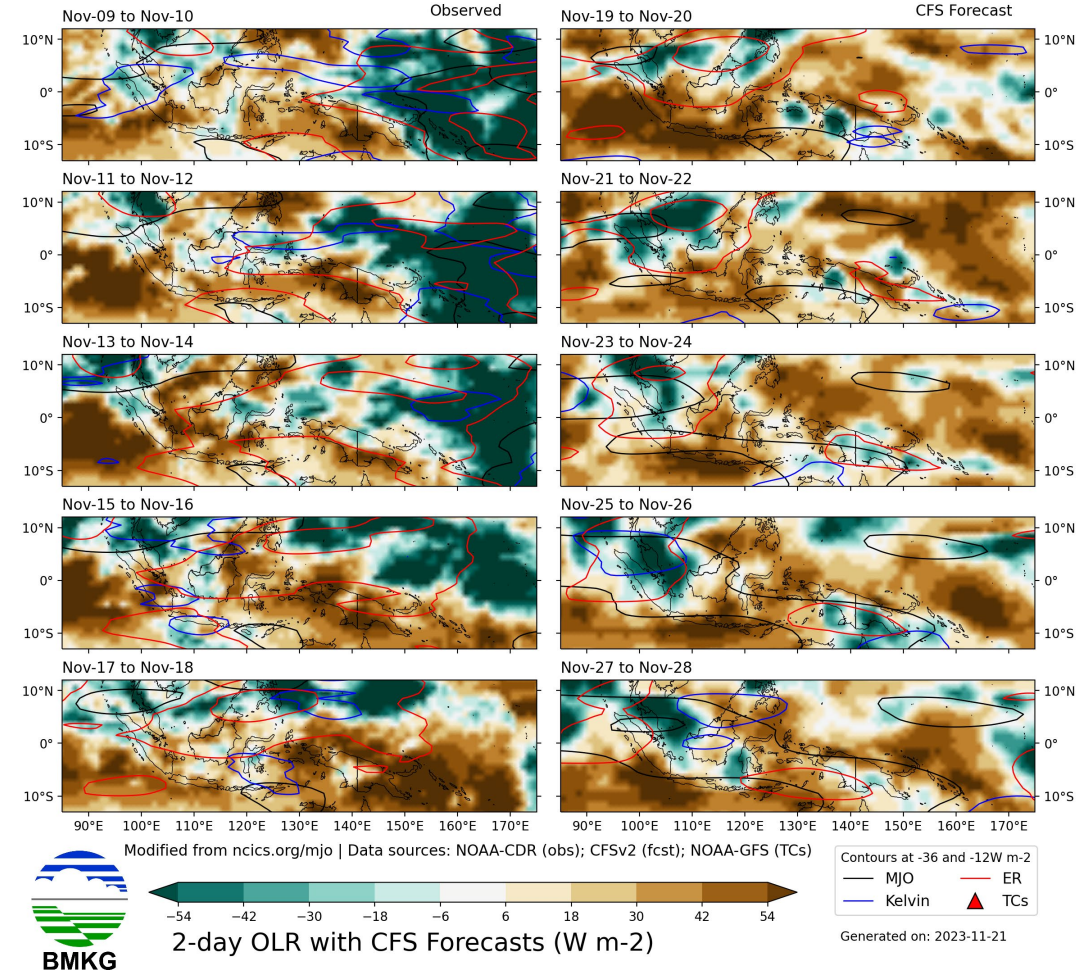 Observed
CFS Forecast
Nov-09 to Nov-10
Nov-19 to Nov-20
10°N
0°
10°S
10°N
0°
10°S
Nov-11 to Nov-12
Nov-21 to Nov-22
10°N
0°
10°S
10°N
0°
10°S
Nov-13 to Nov-14
Nov-23 to Nov-24
10°N
0°
10°S
10°N
0°
10°S
Nov-15 to Nov-16
Nov-25 to Nov-26
10°N
0°
10°S
10°N
0°
10°S
Nov-17 to Nov-18
Nov-27 to Nov-28
10°N
0°
10°S
10°N
0°
10°S
90°E 100°E 110°E 120°E 130°E 140°E 150°E 160°E 170°E
90°E 100°E 110°E 120°E 130°E 140°E 150°E 160°E 170°E
Modified from ncics.org/mjo | Data sources: NOAA-CDR (obs); CFSv2 (fcst); NOAA-GFS (TCs)
Contours at -36 and -12W m-2
MJO ER
Kelvin TCs
−54 −42 −30 −18 −6 6 18 30 42 54
2-day OLR with CFS Forecasts (W m-2)
Generated on: 2023-11-21
BMKG